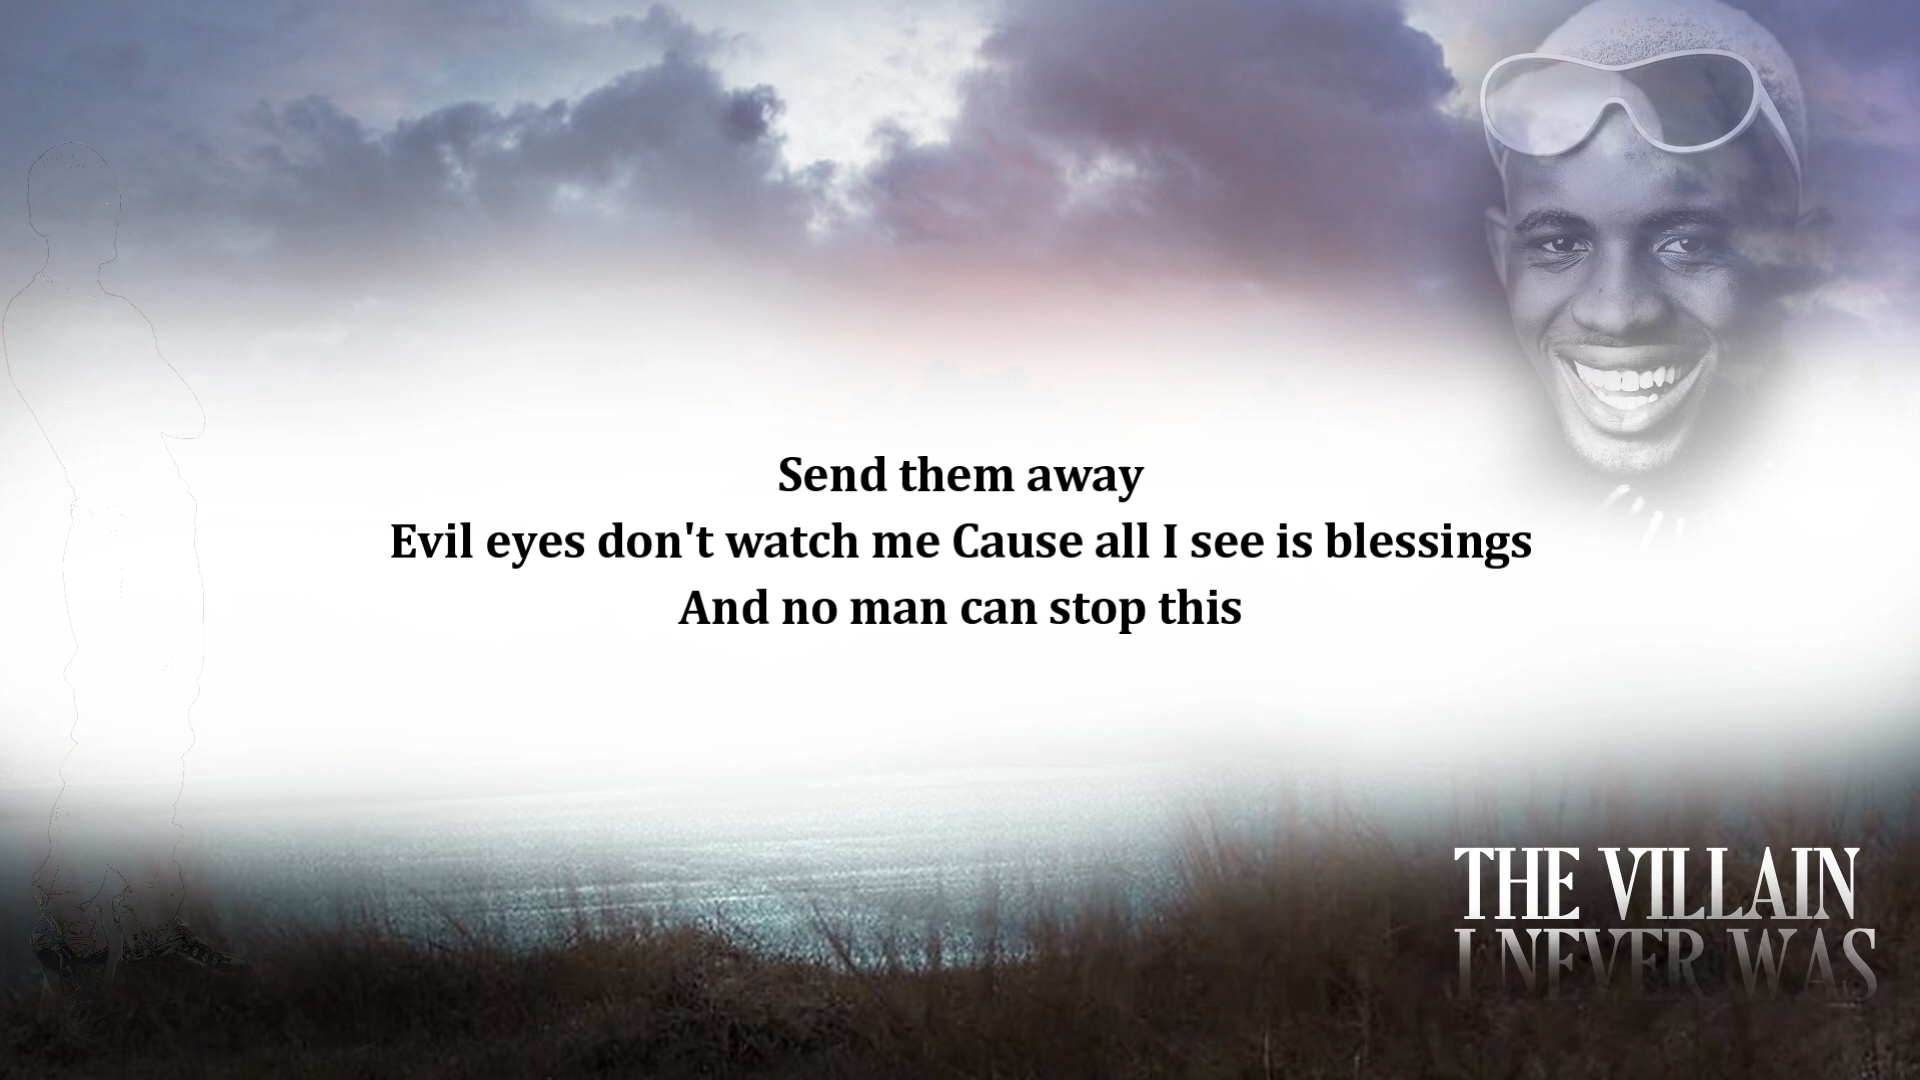 Send them away
Evil eyes don't watch me Cause all I see is blessings
And no man can stop this
THE VILLAIN
I NEVER WAS